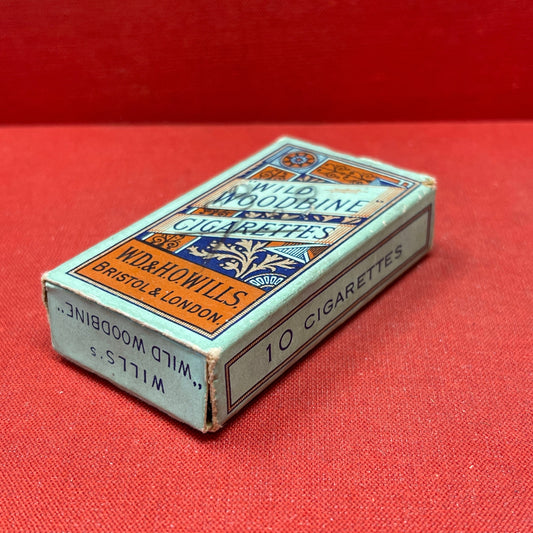 "WILD
WOODBINE"
CIGARETTES
W.D.& H.O.WILLS
BRISTOL & LONDON.
10 CIGARETTES
WILLS's
"WILD WOODBINE"